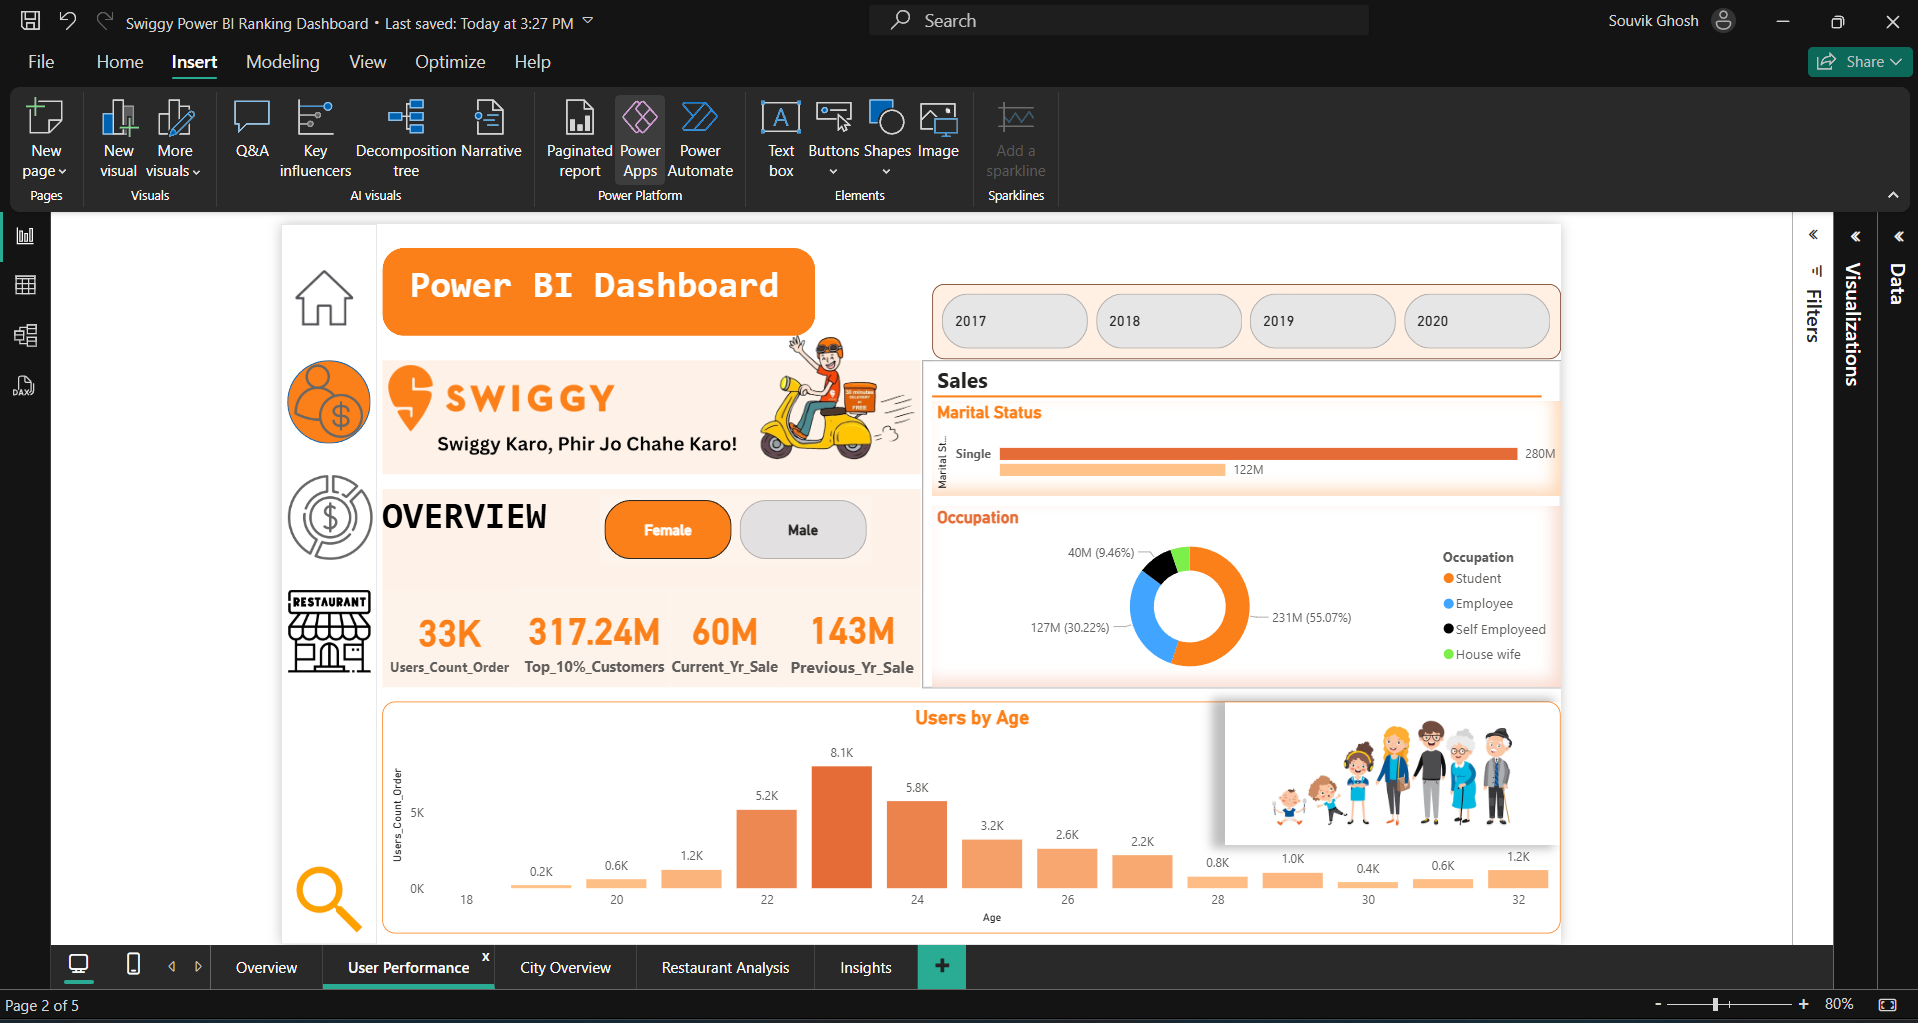 Swiggy Power BI Ranking Dashboard • Last saved: Today at 3:27 PM
Search
Souvik Ghosh
File Home Insert Modeling View Optimize Help
Share
New page
New visual
More visuals
Q&A
Key influencers
Decomposition tree
Narrative
Paginated report
Power Apps
Power Automate
Text box
Buttons
Shapes
Image
Add a sparkline
Pages
Visuals
AI visuals
Power Platform
Elements
Sparklines
DAX
Filters
Visualizations
Data
Power BI Dashboard
2017 2018 2019 2020
SWIGGY
Swiggy Karo, Phir Jo Chahe Karo!
30 minutes
FREE
Sales
Marital Status
Marital St...
Single
280M
122M
OVERVIEW
Female
Male
RESTAURANT
33K
Users_Count_Order
317.24M
Top_10%_Customers
60M
Current_Yr_Sale
143M
Previous_Yr_Sale
Occupation
40M (9.46%)
127M (30.22%)
231M (55.07%)
Occupation
Student
Employee
Self Employeed
House wife
Users by Age
Users_Count_Order
5K
0K
0.2K
0.6K
1.2K
5.2K
8.1K
5.8K
3.2K
2.6K
2.2K
0.8K
1.0K
0.4K
0.6K
1.2K
18 20 22 24 26 28 30 32
Age
Overview
User Performance
x
City Overview
Restaurant Analysis
Insights
+
Page 2 of 5
- + 80%